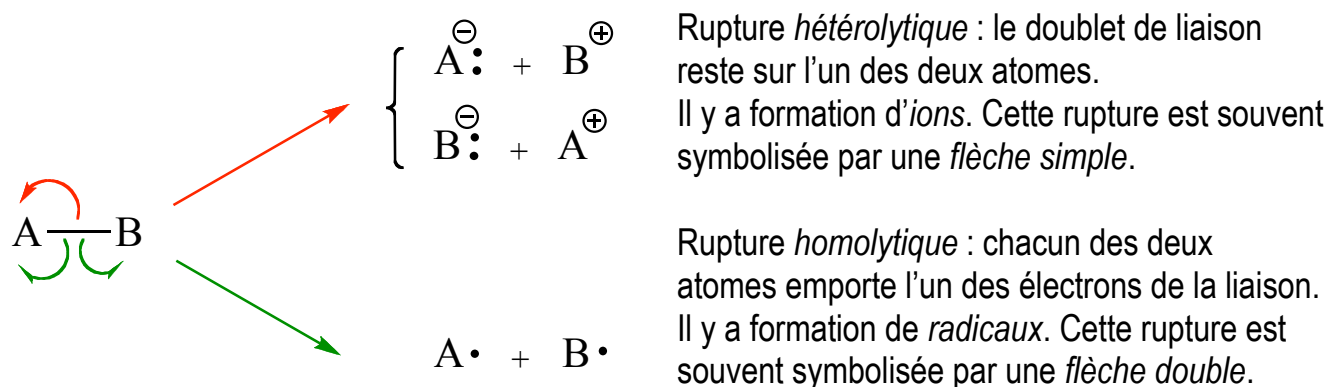 A⊖: + B⊕
B⊖: + A⊕
Rupture hétérolytique : le doublet de liaison
reste sur l’un des deux atomes.
Il y a formation d’ions. Cette rupture est souvent
symbolisée par une flèche simple.
A—B
Rupture homolytique : chacun des deux
atomes emporte l’un des électrons de la liaison.
Il y a formation de radicaux. Cette rupture est
souvent symbolisée par une flèche double.
A• + B•